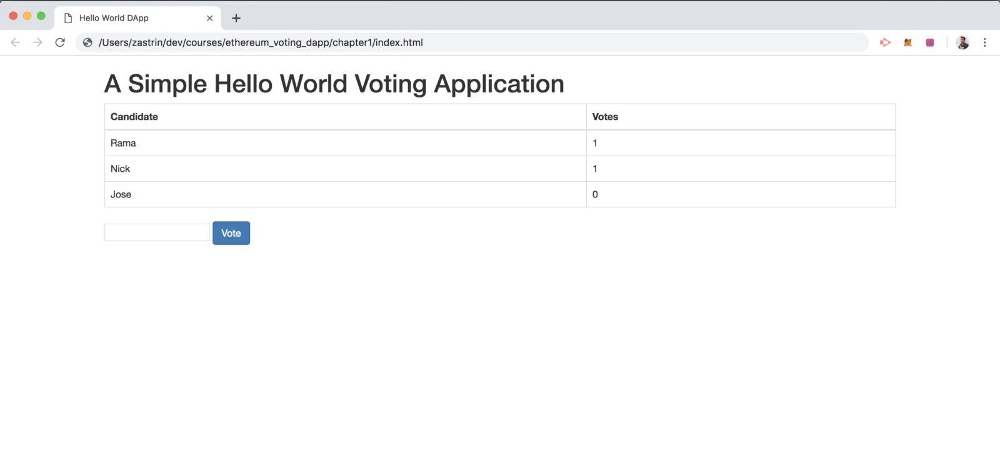 Hello World DApp
/Users/zastrin/dev/courses/ethereum_voting_dapp/chapter1/index.html
A Simple Hello World Voting Application
Candidate Votes
Rama 1
Nick 1
Jose 0
Vote